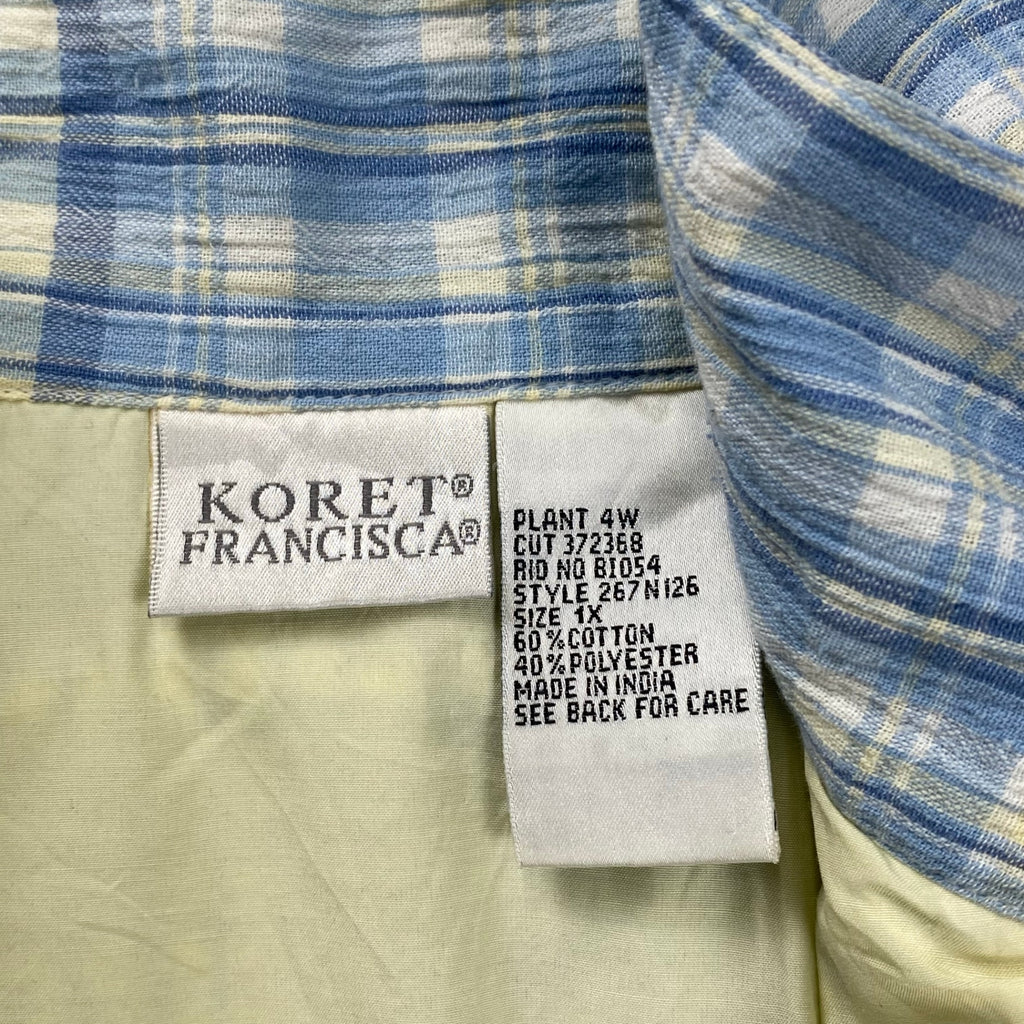 KORET®
FRANCISCA®
PLANT 4W
CUT 372368
RID NO BI054
STYLE 267N126
SIZE 1X
60%COTTON
40%POLYESTER
MADE IN INDIA
SEE BACK FOR CARE